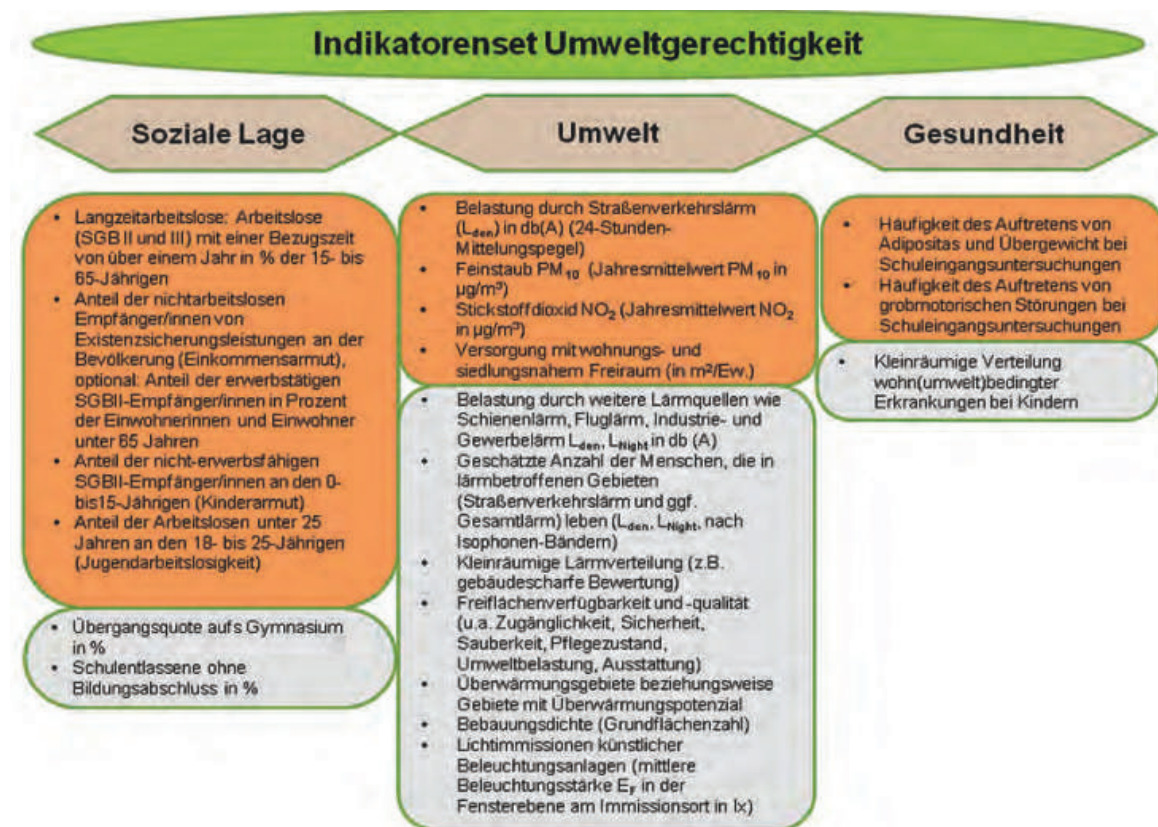 Indikatorenset Umweltgerechtigkeit
Soziale Lage
• Langzeitarbeitslose: Arbeitslose
(SGB II und III) mit einer Bezugszeit
von über einem Jahr in % der 15- bis
65-Jährigen
• Anteil der nichtarbeitslosen
Empfänger/innen von
Existenzsicherungsleistungen an der
Bevölkerung (Einkommensarmut),
optional: Anteil der erwerbstätigen
SGBII-Empfänger/innen in Prozent
der Einwohnerinnen und Einwohner
unter 65 Jahren
• Anteil der nicht-erwerbsfähigen
SGBII-Empfänger/innen an den 0-
bis15-Jährigen (Kinderarmut)
• Anteil der Arbeitslosen unter 25
Jahren an den 18- bis 25-Jährigen
(Jugendarbeitslosigkeit)
• Übergangsquote aufs Gymnasium
in %
• Schulentlassene ohne
Bildungsabschluss in %
Umwelt
• Belastung durch Straßenverkehrslärm
(Lden) in db(A) (24-Stunden-
Mittelungspegel)
• Feinstaub PM10 (Jahresmittelwert PM10 in
µg/m³)
• Stickstoffdioxid NO2 (Jahresmittelwert NO2
in µg/m³)
• Versorgung mit wohnungs- und
siedlungsnahem Freiraum (in m²/Ew.)
• Belastung durch weitere Lärmquellen wie
Schienenlärm, Fluglärm, Industrie- und
Gewerbelärm Lden, LNight in db (A)
• Geschätzte Anzahl der Menschen, die in
lärmbetroffenen Gebieten
(Straßenverkehrslärm und ggf.
Gesamtlärm) leben (Lden, LNight, nach
Isophonen-Bändern)
• Kleinräumige Lärmverteilung (z.B.
gebäudescharfe Bewertung)
• Freiflächenverfügbarkeit und -qualität
(u.a. Zugänglichkeit, Sicherheit,
Sauberkeit, Pflegezustand,
Umweltbelastung, Ausstattung)
• Überwärmungsgebiete beziehungsweise
Gebiete mit Überwärmungspotenzial
• Bebauungsdichte (Grundflächenzahl)
• Lichtimmissionen künstlicher
Beleuchtungsanlagen (mittlere
Beleuchtungsstärke EF in der
Fensterebene am Immissionsort in lx)
Gesundheit
• Häufigkeit des Auftretens von
Adipositas und Übergewicht bei
Schuleingangsuntersuchungen
• Häufigkeit des Auftretens von
grobmotorischen Störungen bei
Schuleingangsuntersuchungen
• Kleinräumige Verteilung
wohn(umwelt)bedingter
Erkrankungen bei Kindern